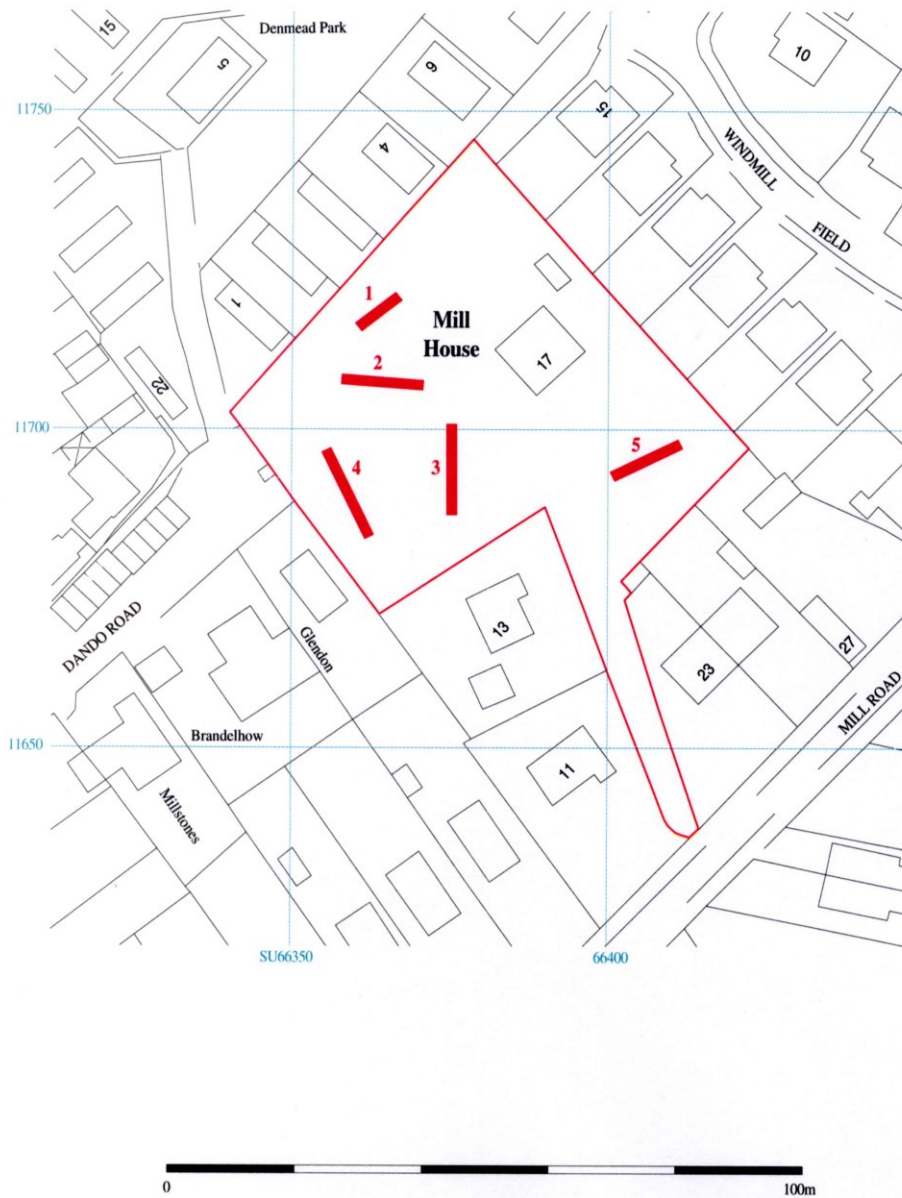 15
Denmead Park
5
6
10
11750
15
4
WINDMILL
FIELD
1
1
Mill
House
17
2
22
11700
5
4
3
13
DANDO ROAD
Glendon
23
27
MILL ROAD
Brandelhow
11650
11
Millstones
SU66350
66400
0
100m